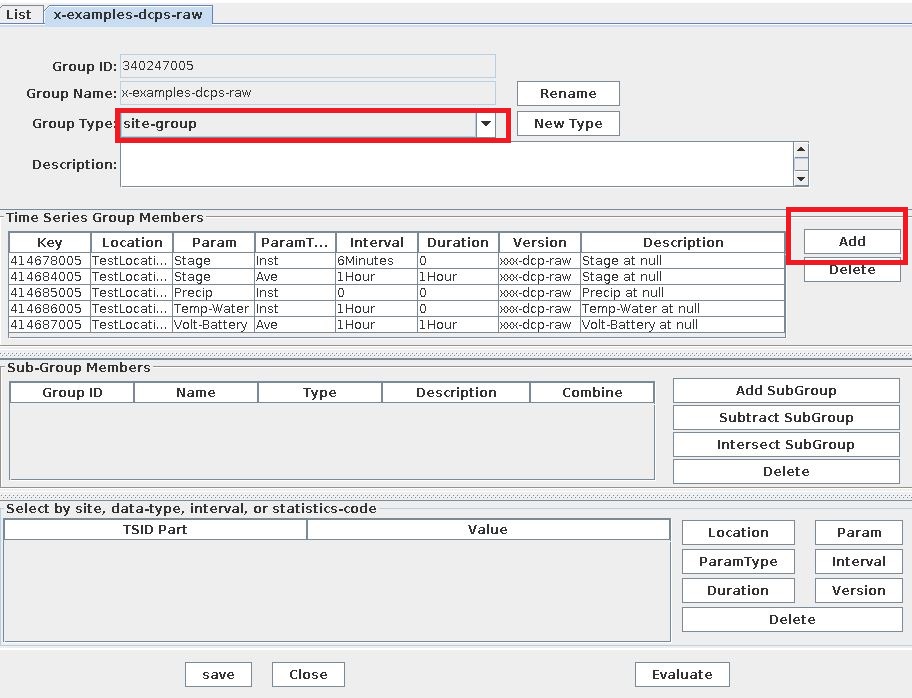 List x-examples-dcps-raw
Group ID: 340247005
Group Name: x-examples-dcps-raw Rename
Group Type: site-group New Type
Description:
Time Series Group Members
Key Location Param ParamT... Interval Duration Version Description Add
414678005 TestLocati... Stage Inst 6Minutes 0 xxx-dcp-raw Stage at null Delete
414684005 TestLocati... Stage Ave 1Hour 1Hour xxx-dcp-raw Stage at null
414685005 TestLocati... Precip Inst 0 0 xxx-dcp-raw Precip at null
414686005 TestLocati... Temp-Water Inst 1Hour 0 xxx-dcp-raw Temp-Water at null
414687005 TestLocati... Volt-Battery Ave 1Hour 1Hour xxx-dcp-raw Volt-Battery at null
Sub-Group Members
Group ID Name Type Description Combine Add SubGroup
Subtract SubGroup
Intersect SubGroup
Delete
Select by site, data-type, interval, or statistics-code
TSID Part Value Location Param
ParamType Interval
Duration Version
Delete
save Close Evaluate